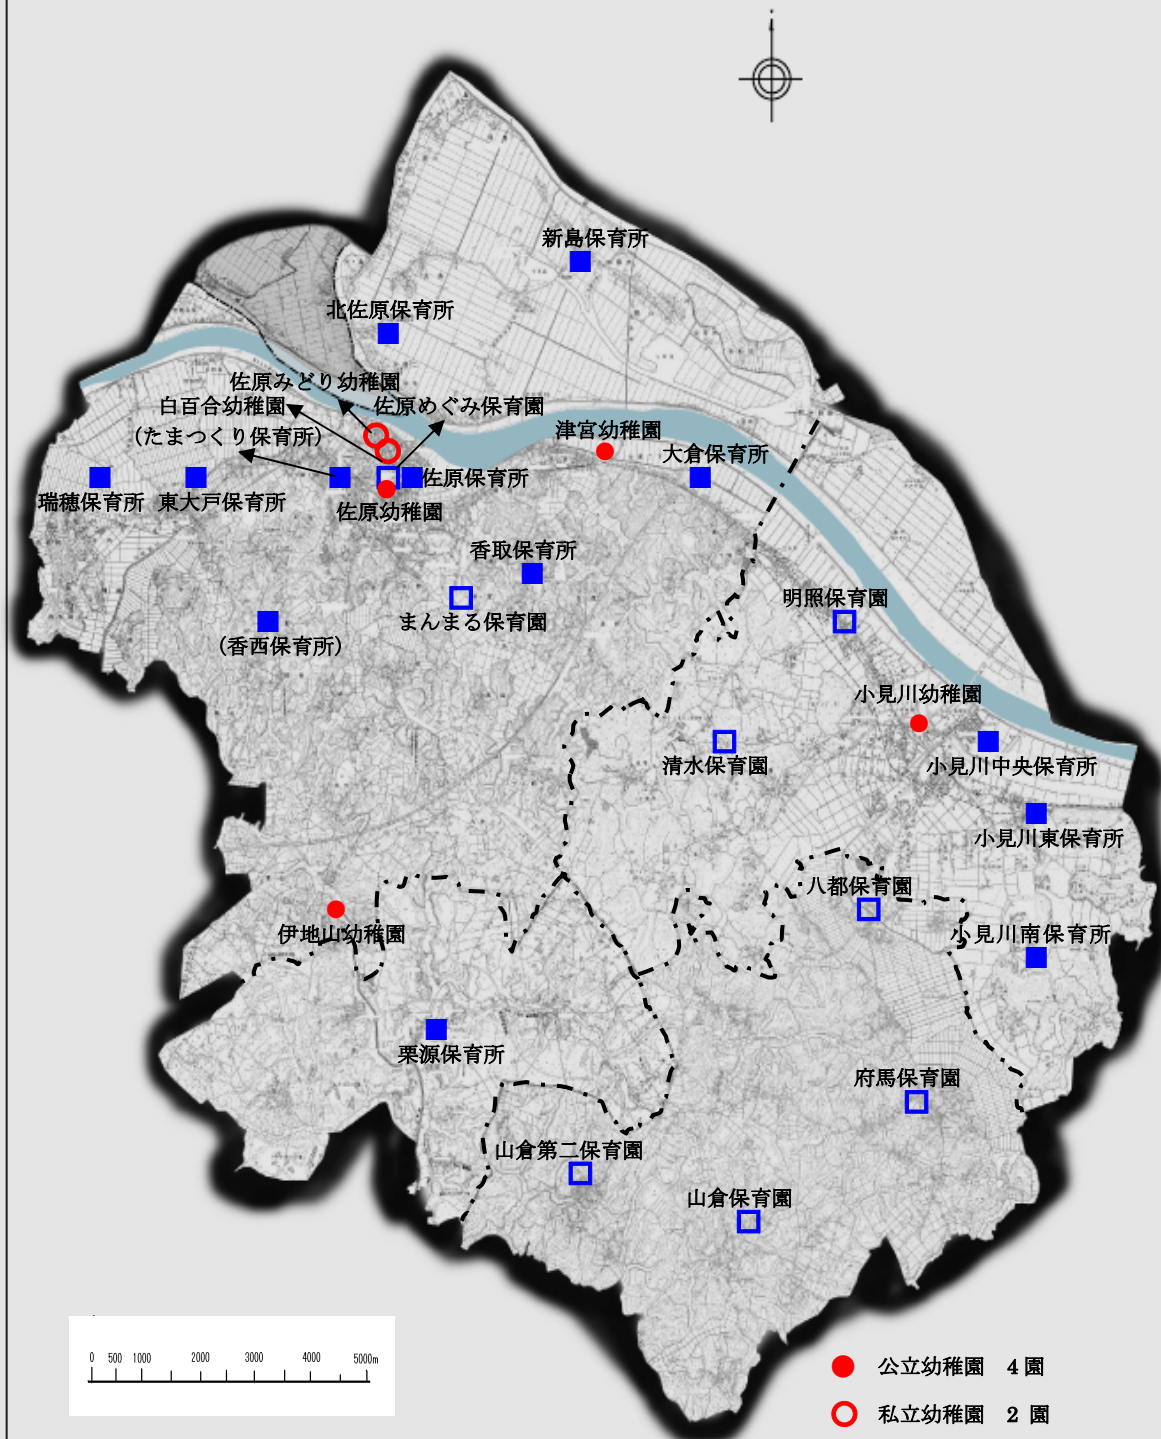 新島保育所
北佐原保育所
佐原みどり幼稚園
白百合幼稚園
佐原めぐみ保育園
(たまつくり保育所)
津宮幼稚園
大倉保育所
佐原保育所
瑞穂保育所
東大戸保育所
佐原幼稚園
香取保育所
まんまる保育園
明照保育園
(香西保育所)
小見川幼稚園
清水保育園
小見川中央保育所
小見川東保育所
八都保育園
伊地山幼稚園
小見川南保育所
栗源保育所
府馬保育園
山倉第二保育園
山倉保育園
0 500 1000 2000 3000 4000 5000m
公立幼稚園 4園
私立幼稚園 2 園